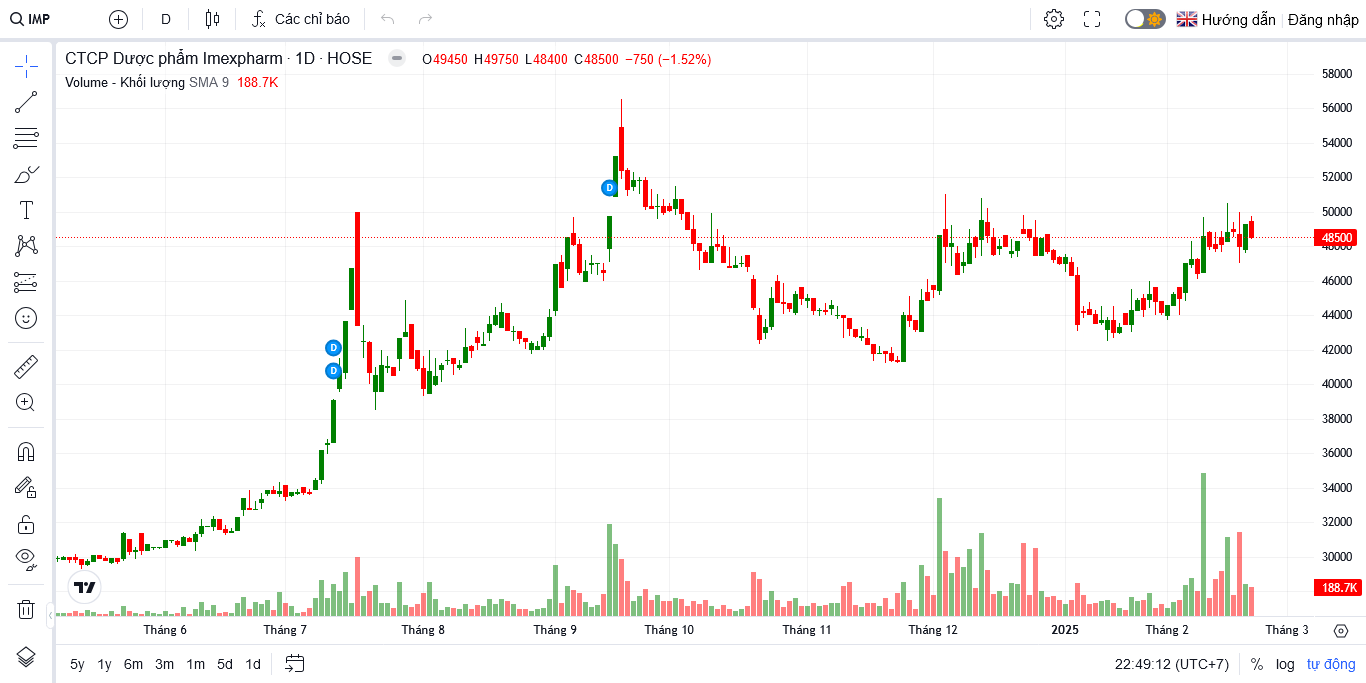 IMP D Các chỉ báo Hướng dẫn Đăng nhập
CTCP Dược phẩm Imexpharm · 1D · HOSE O49450 H49750 L48400 C48500 −750 (−1.52%)
Volume - Khối lượng SMA 9 188.7K
58000
56000
54000
52000
50000
48500
48000
46000
44000
42000
40000
38000
36000
34000
32000
30000
188.7K
D
D
D
Tháng 6 Tháng 7 Tháng 8 Tháng 9 Tháng 10 Tháng 11 Tháng 12 2025 Tháng 2 Tháng 3
5y 1y 6m 3m 1m 5d 1d 22:49:12 (UTC+7) % log tự động